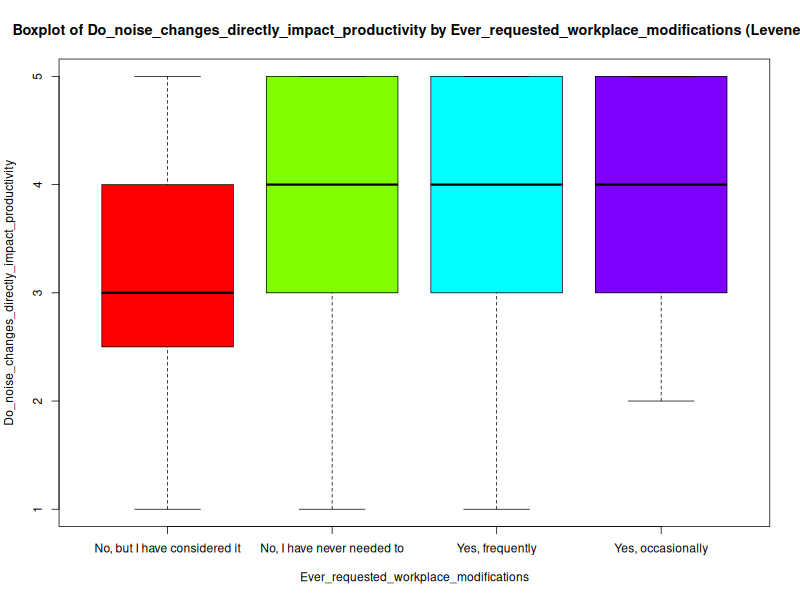 Boxplot of Do_noise_changes_directly_impact_productivity by Ever_requested_workplace_modifications (Levene
Do_noise_changes_directly_impact_productivity
5
4
3
2
1
No, but I have considered it
No, I have never needed to
Yes, frequently
Yes, occasionally
Ever_requested_workplace_modifications